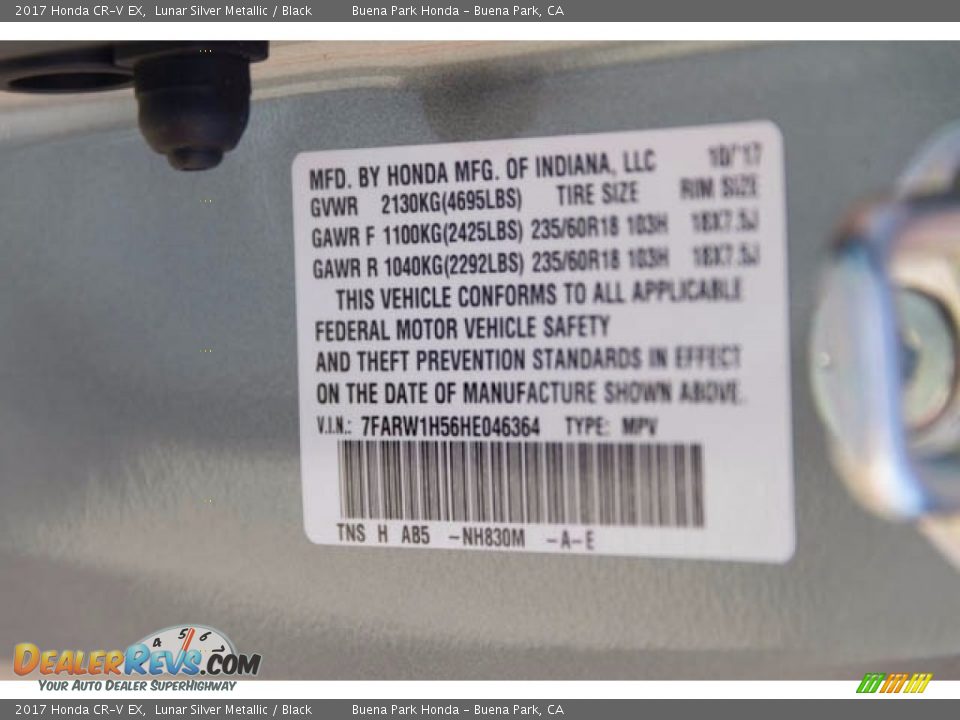 2017 Honda CR-V EX, Lunar Silver Metallic / Black Buena Park Honda - Buena Park, CA
MFD. BY HONDA MFG. OF INDIANA, LLC 10/17
GVWR 2130KG(4695LBS) TIRE SIZE RIM SIZE
GAWR F 1100KG(2425LBS) 235/60R18 103H 18X7.5J
GAWR R 1040KG(2292LBS) 235/60R18 103H 18X7.5J
THIS VEHICLE CONFORMS TO ALL APPLICABLE
FEDERAL MOTOR VEHICLE SAFETY
AND THEFT PREVENTION STANDARDS IN EFFECT
ON THE DATE OF MANUFACTURE SHOWN ABOVE.
V.I.N.: 7FARW1H56HE046364 TYPE: MPV
TNS H AB5 -NH830M -A-E
4 5 6
DEALERREVS.COM
YOUR AUTO DEALER SUPERHIGHWAY
2017 Honda CR-V EX, Lunar Silver Metallic / Black Buena Park Honda - Buena Park, CA